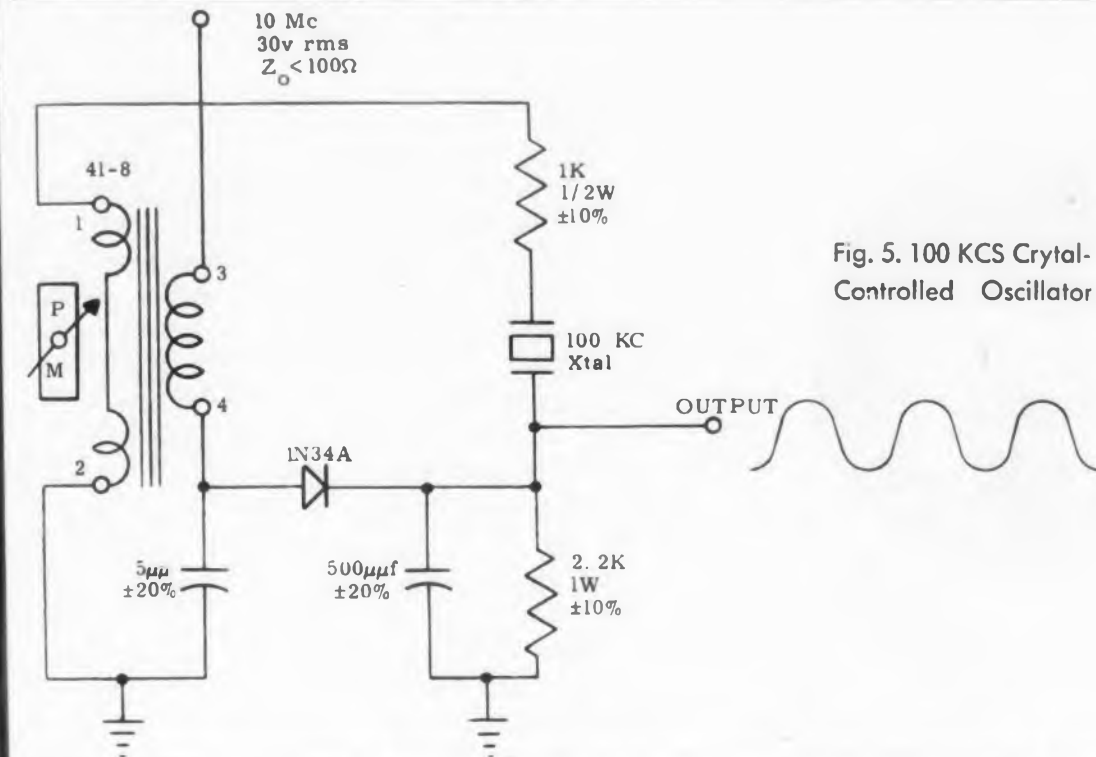 10 Mc
30v rms
Zo<100Ω
41-8
1
P
M
2
3
4
1K
1/2W
±10%
100 KC
Xtal
Fig. 5. 100 KCS Crytal-
Controlled Oscillator
OUTPUT
1N34A
5μμ
±20%
500μμf
±20%
2.2K
1W
±10%